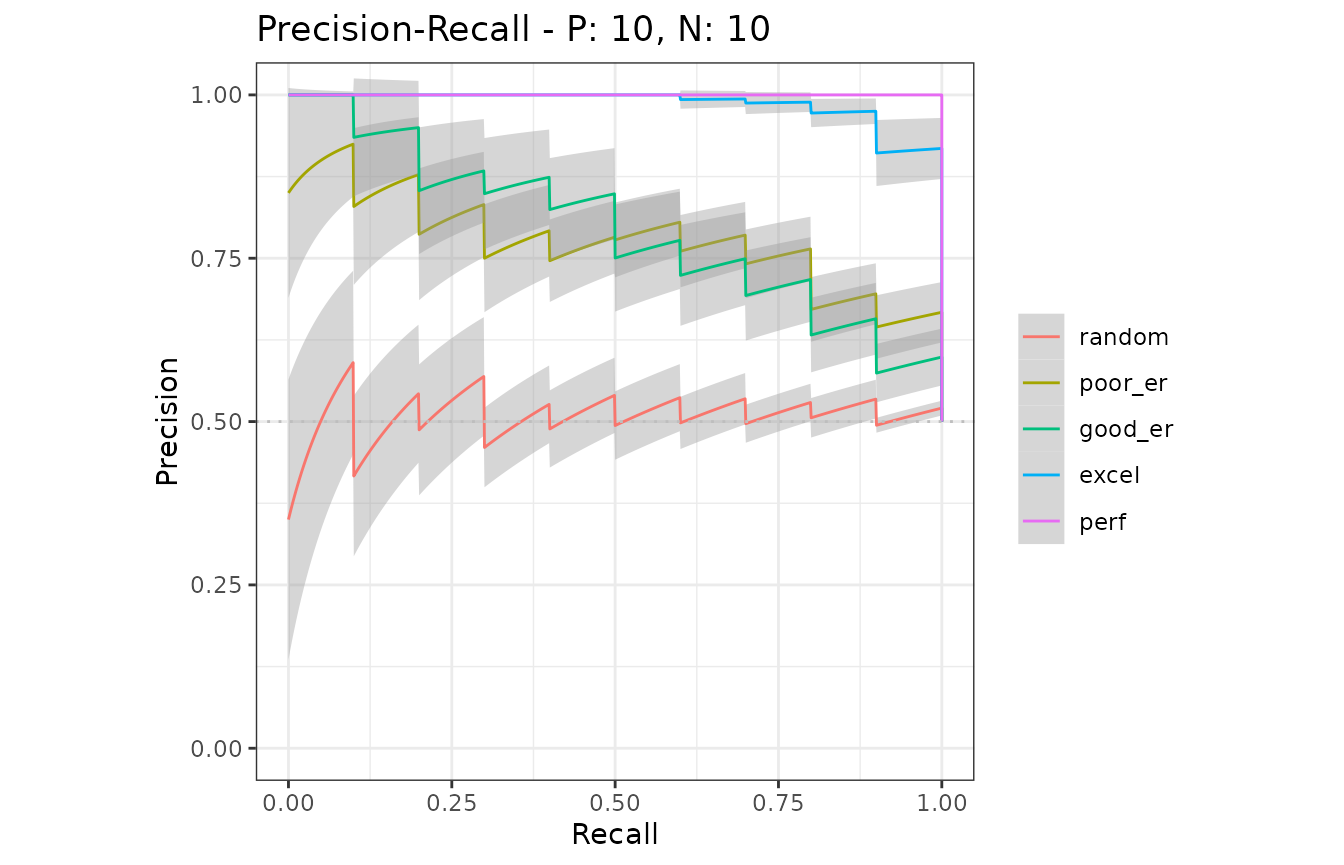 Precision-Recall - P: 10, N: 10
Precision
1.00
0.75
0.50
0.25
0.00
0.00 0.25 0.50 0.75 1.00
Recall
random
poor_er
good_er
excel
perf